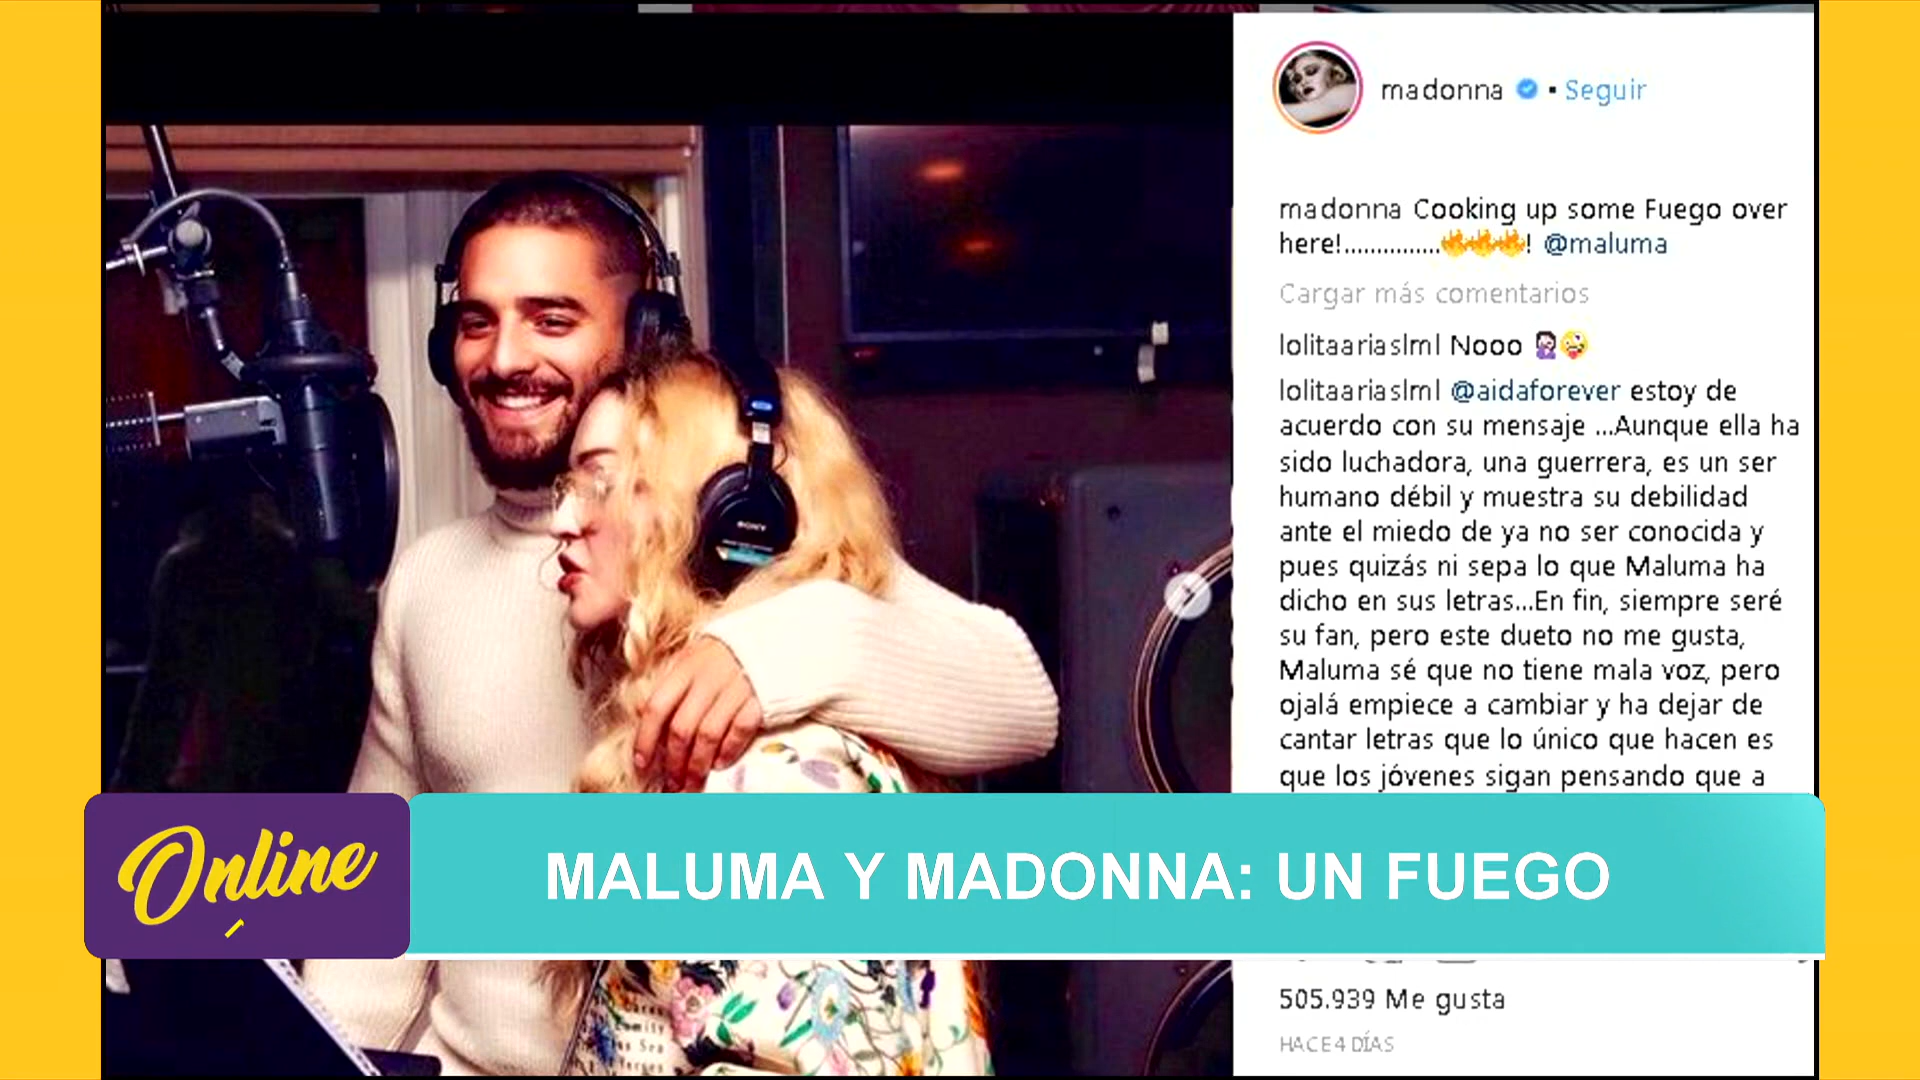 madonna • Seguir
madonna Cooking up some Fuego over
here!...............🔥🔥🔥! @maluma
Cargar más comentarios
lolitaariaslml Nooo 🤦🏻‍♀️🤪
lolitaariaslml @aidaforever estoy de
acuerdo con su mensaje ...Aunque ella ha
sido luchadora, una guerrera, es un ser
humano débil y muestra su debilidad
ante el miedo de ya no ser conocida y
pues quizás ni sepa lo que Maluma ha
dicho en sus letras...En fin, siempre seré
su fan, pero este dueto no me gusta,
Maluma sé que no tiene mala voz, pero
ojalá empiece a cambiar y ha dejar de
cantar letras que lo único que hacen es
que los jóvenes sigan pensando que a
SONY
Online
MALUMA Y MADONNA: UN FUEGO
505.939 Me gusta
HACE 4 DÍAS